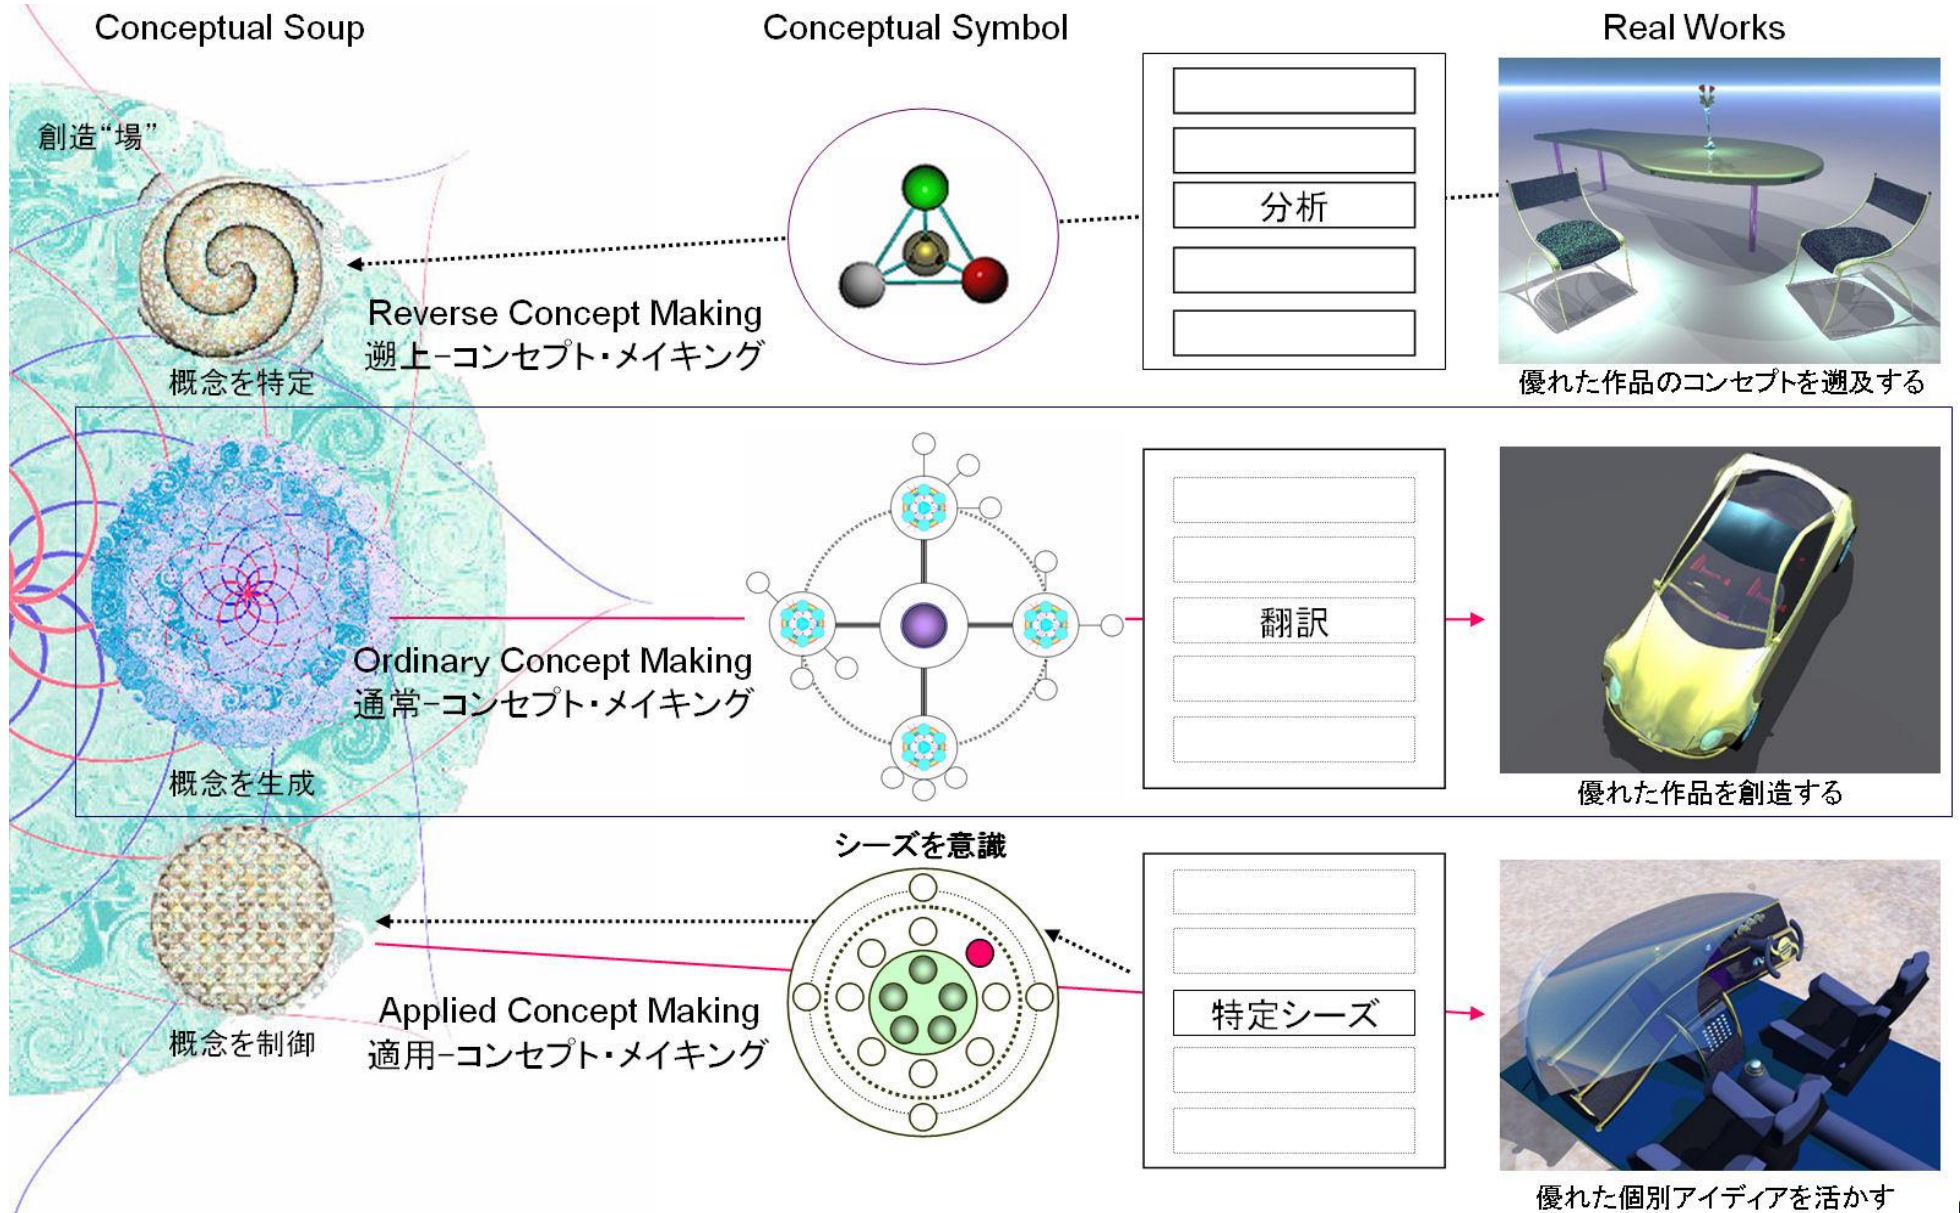 Conceptual Soup
Conceptual Symbol
Real Works
創造“場”
分析
Reverse Concept Making
遡上-コンセプト・メイキング
概念を特定
優れた作品のコンセプトを遡及する
翻訳
Ordinary Concept Making
通常-コンセプト・メイキング
概念を生成
優れた作品を創造する
シーズを意識
特定シーズ
Applied Concept Making
適用-コンセプト・メイキング
概念を制御
優れた個別アイディアを活かす